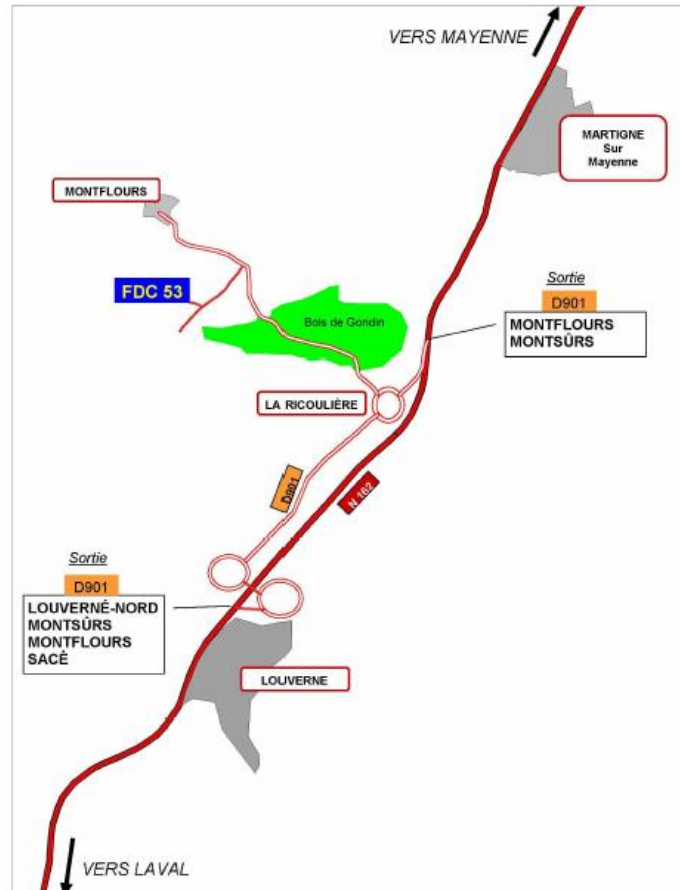 VERS MAYENNE
MARTIGNE
Sur
Mayenne
MONTFLOURS
FDC 53
Sortie
D901
MONTFLOURS
MONTSÛRS
Bois de Gondin
LA RICOULIÈRE
D901
N 162
Sortie
D901
LOUVERNÉ-NORD
MONTSÛRS
MONTFLOURS
SACÈ
LOUVERNE
VERS LAVAL